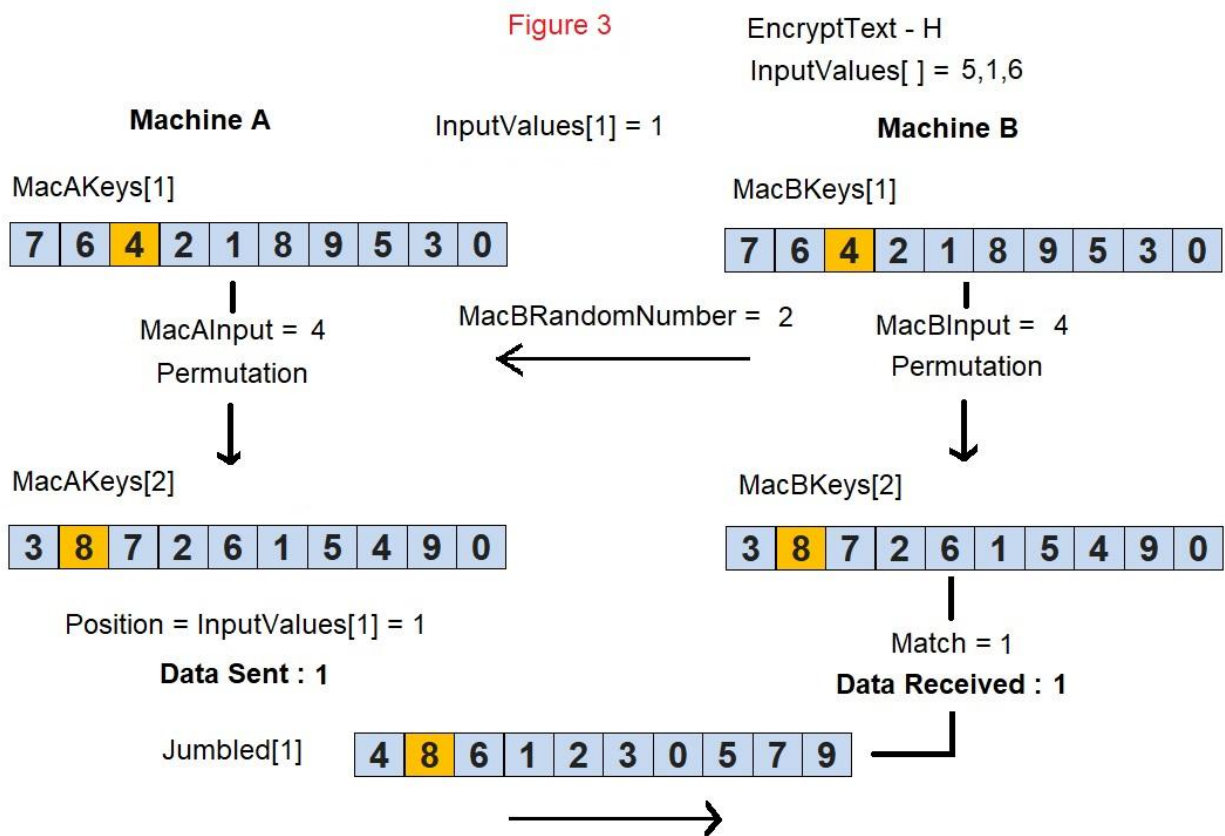 Figure 3
EncryptText - H
InputValues[ ] = 5,1,6
Machine A
InputValues[1] = 1
Machine B
MacAKeys[1]
MacBKeys[1]
7 6 4 2 1 8 9 5 3 0
7 6 4 2 1 8 9 5 3 0
MacAInput = 4
Permutation
MacBRandomNumber = 2
MacBInput = 4
Permutation
MacAKeys[2]
MacBKeys[2]
3 8 7 2 6 1 5 4 9 0
3 8 7 2 6 1 5 4 9 0
Position = InputValues[1] = 1
Data Sent : 1
Match = 1
Data Received : 1
Jumbled[1]
4 8 6 1 2 3 0 5 7 9